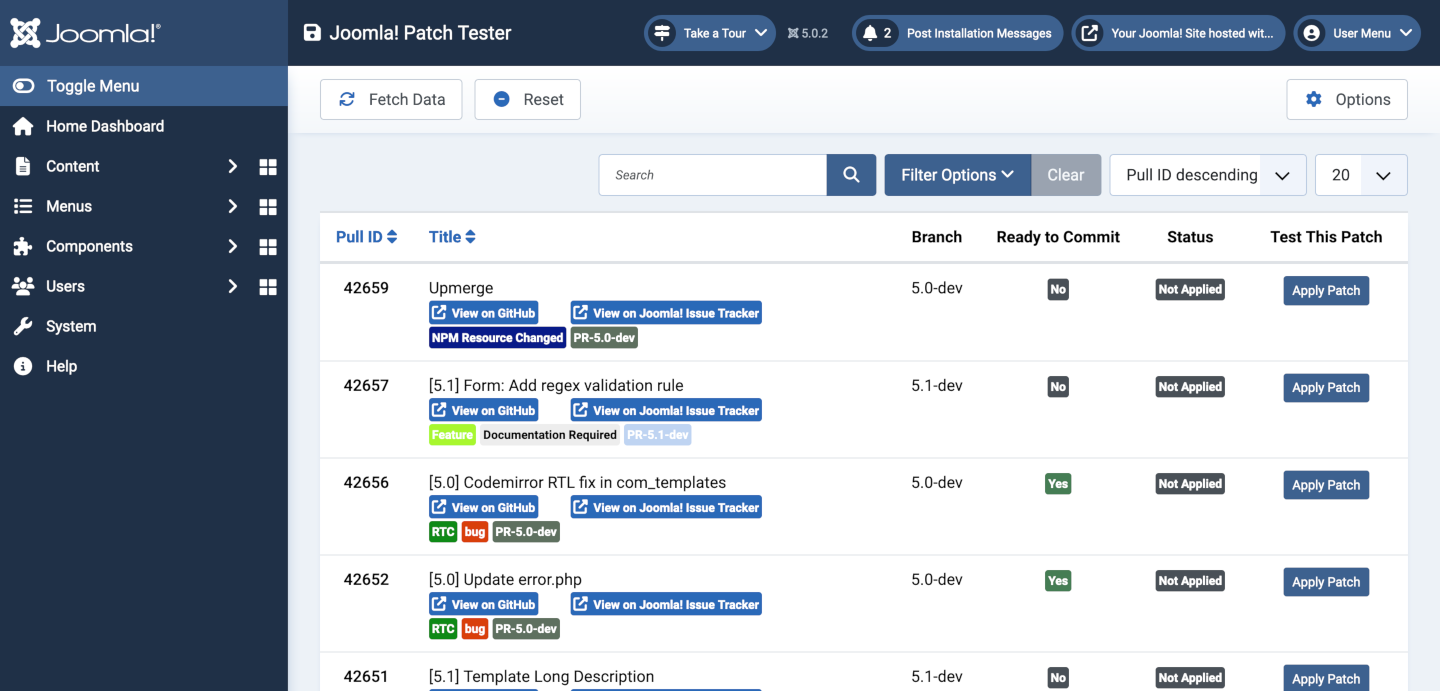 Joomla!®
Toggle Menu
Home Dashboard
Content
Menus
Components
Users
System
Help
Joomla! Patch Tester
Take a Tour
5.0.2
2 Post Installation Messages
Your Joomla! Site hosted wit...
User Menu
Fetch Data Reset Options
Search Filter Options Clear Pull ID descending 20
Pull ID Title Branch Ready to Commit Status Test This Patch
42659 Upmerge 5.0-dev No Not Applied Apply Patch
View on GitHub View on Joomla! Issue Tracker
NPM Resource Changed PR-5.0-dev
42657 [5.1] Form: Add regex validation rule 5.1-dev No Not Applied Apply Patch
View on GitHub View on Joomla! Issue Tracker
Feature Documentation Required PR-5.1-dev
42656 [5.0] Codemirror RTL fix in com_templates 5.0-dev Yes Not Applied Apply Patch
View on GitHub View on Joomla! Issue Tracker
RTC bug PR-5.0-dev
42652 [5.0] Update error.php 5.0-dev Yes Not Applied Apply Patch
View on GitHub View on Joomla! Issue Tracker
RTC bug PR-5.0-dev
42651 [5.1] Template Long Description 5.1-dev No Not Applied Apply Patch